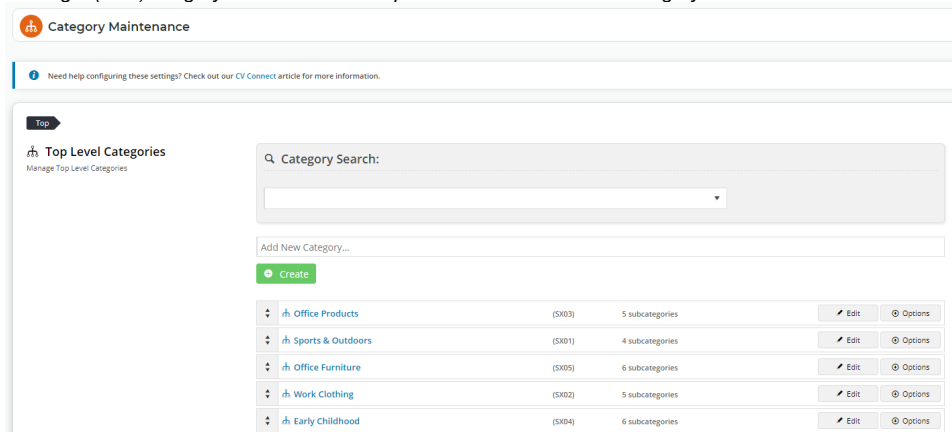 Category Maintenance
Need help configuring these settings? Check out our CV Connect article for more information.
Top
Top Level Categories
Manage Top Level Categories
Category Search:
Add New Category...
Create
Office Products (SX03) 5 subcategories Edit Options
Sports & Outdoors (SX01) 4 subcategories Edit Options
Office Furniture (SX05) 6 subcategories Edit Options
Work Clothing (SX02) 5 subcategories Edit Options
Early Childhood (SX04) 6 subcategories Edit Options